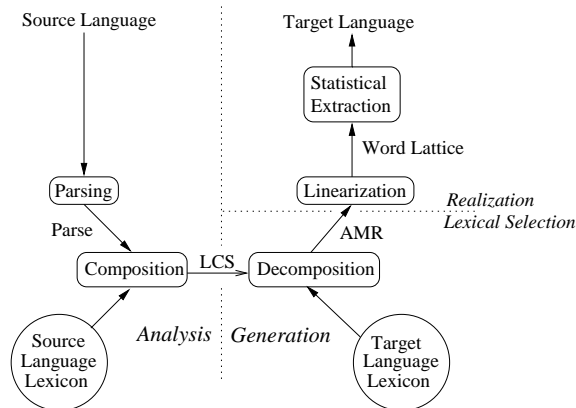 Source Language
Target Language
Statistical
Extraction
Word Lattice
Parsing
Linearization
Realization
Lexical Selection
Parse
AMR
Composition
LCS
Decomposition
Analysis
Generation
Source
Language
Lexicon
Target
Language
Lexicon